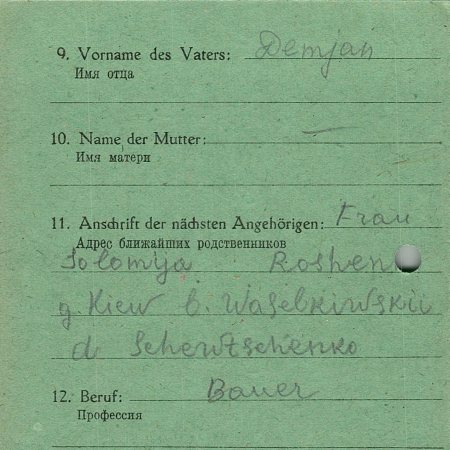 9. Vorname des Vaters: Demjan
Имя отца
10. Name der Mutter: —
Имя матери
11. Anschrift der nächsten Angehörigen: Frau
Адрес ближайших родственников
Solomija
g. Kiew b. Waselkiwskii
d Schewtschenko
12. Beruf: Bauer
Профессия